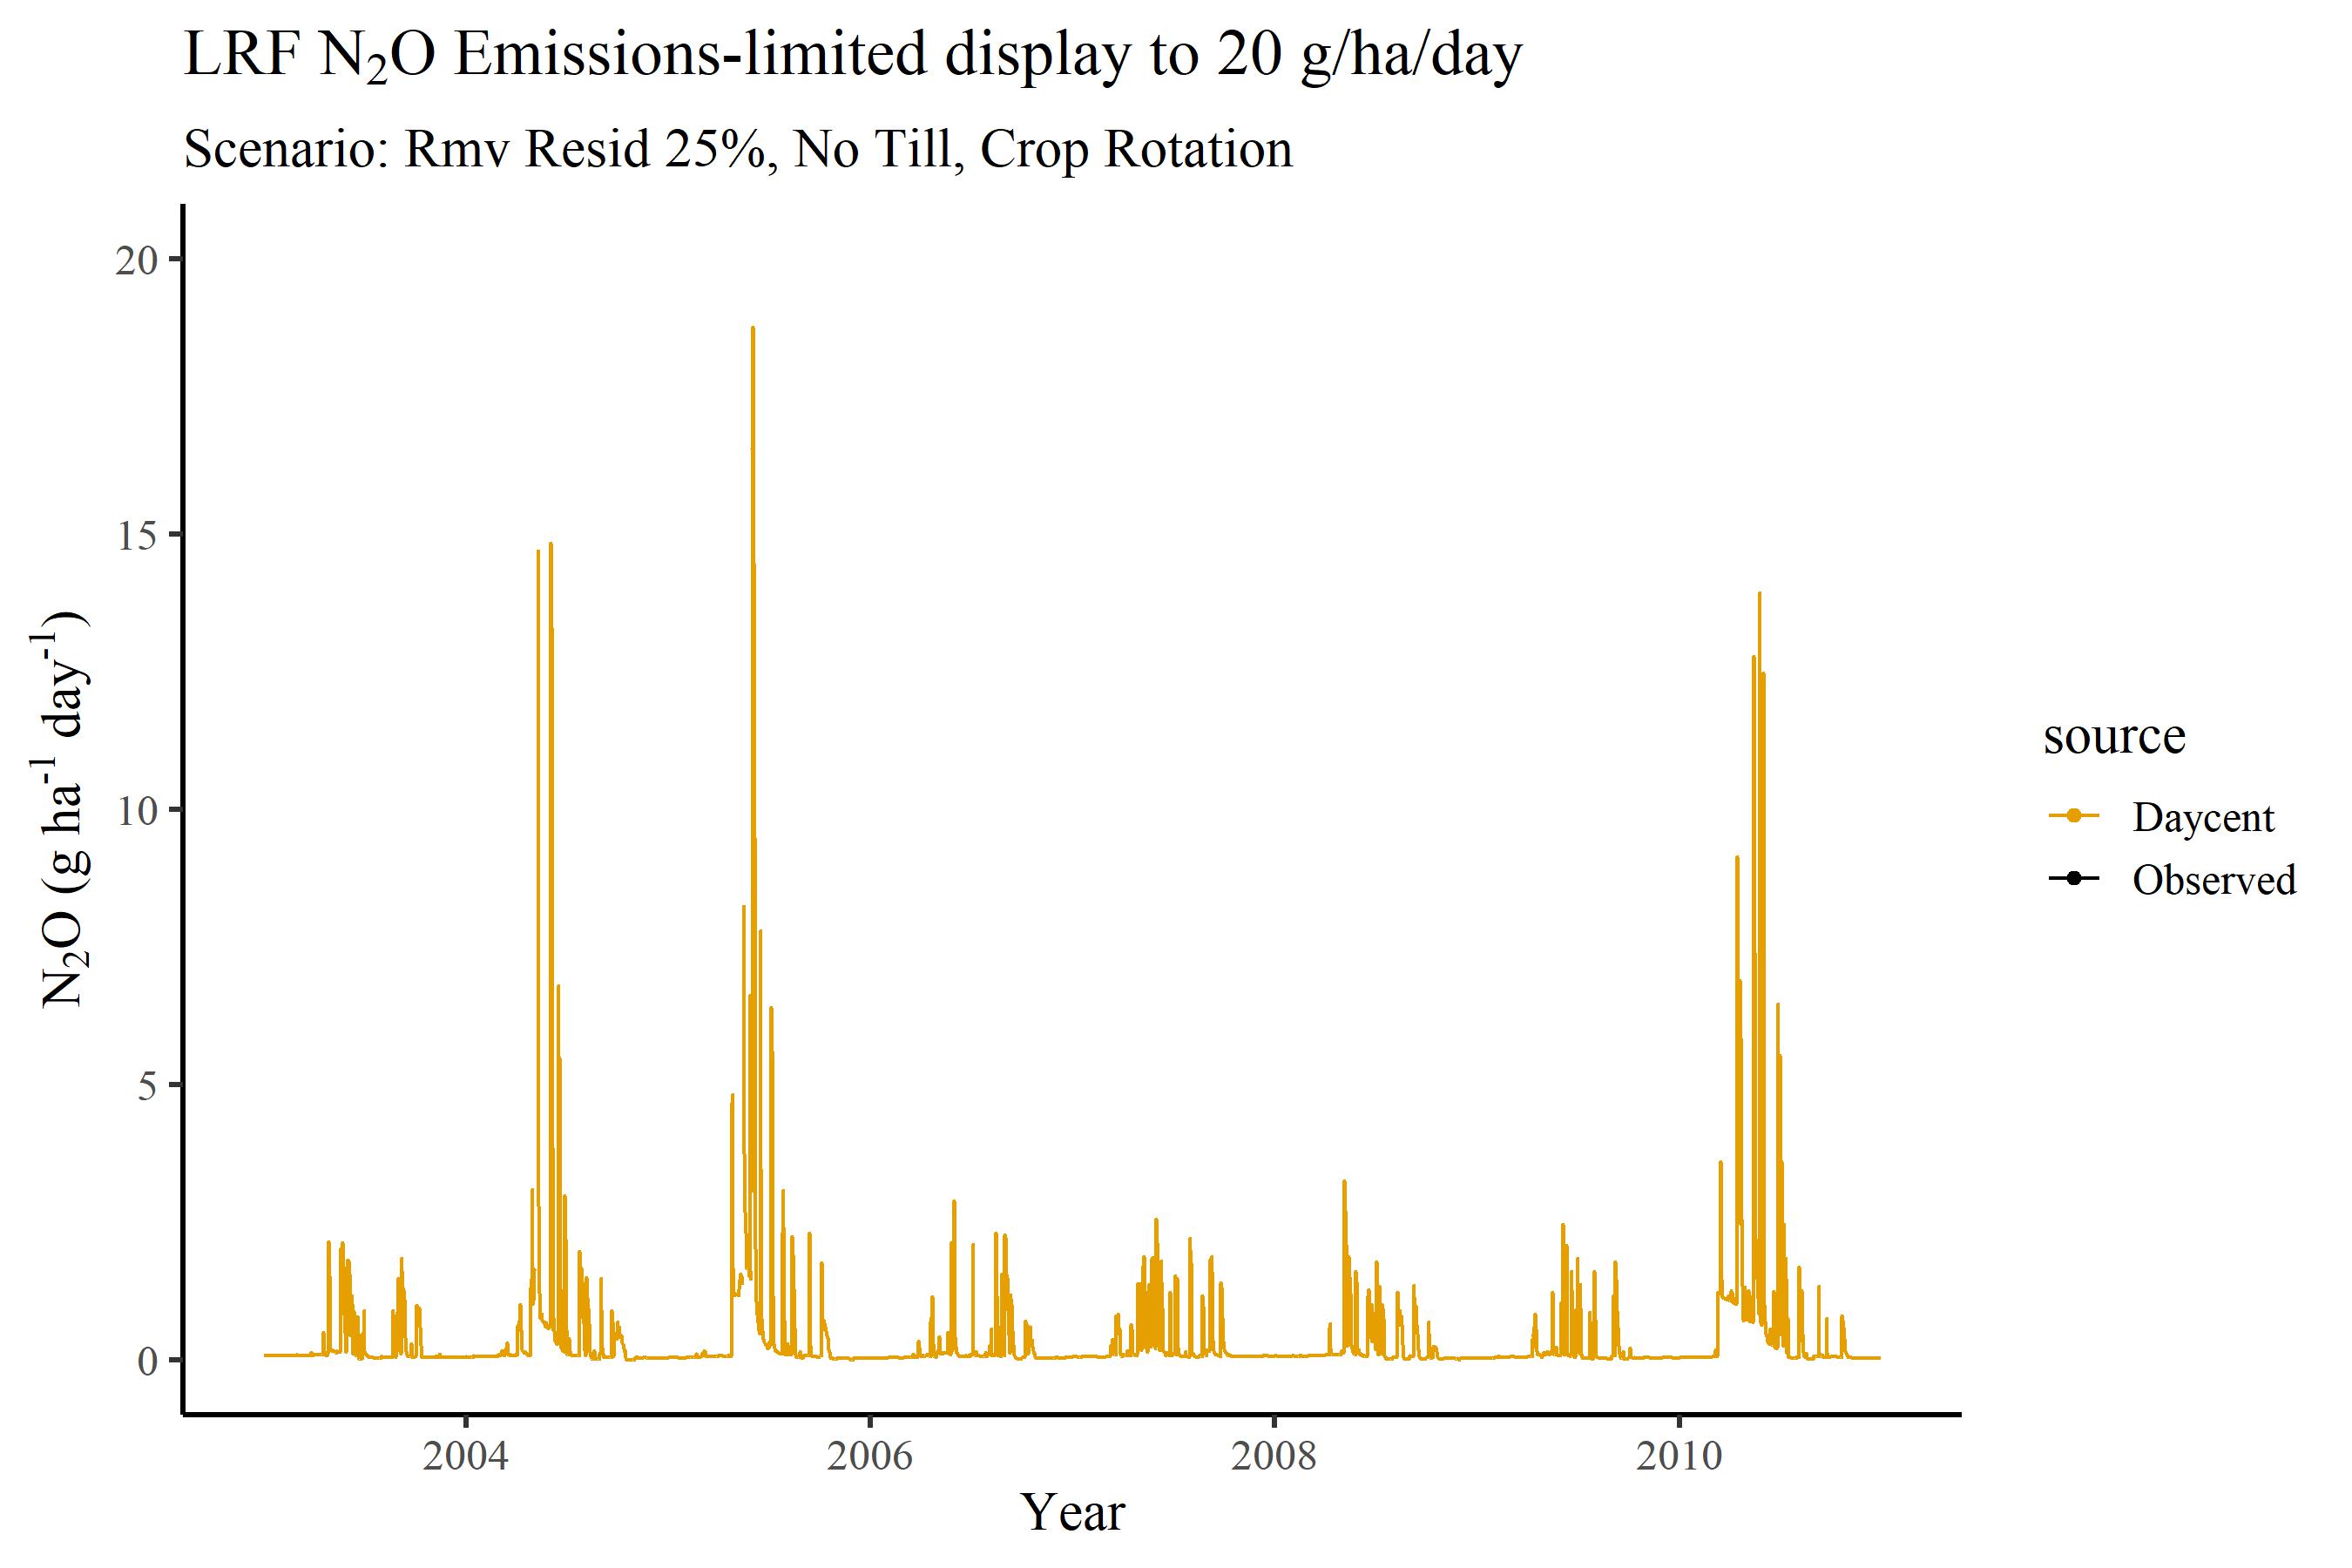 LRF N₂O Emissions-limited display to 20 g/ha/day
Scenario: Rmv Resid 25%, No Till, Crop Rotation
N₂O (g ha⁻¹ day⁻¹)
20
15
10
5
0
2004 2006 2008 2010
Year
source
Daycent
Observed